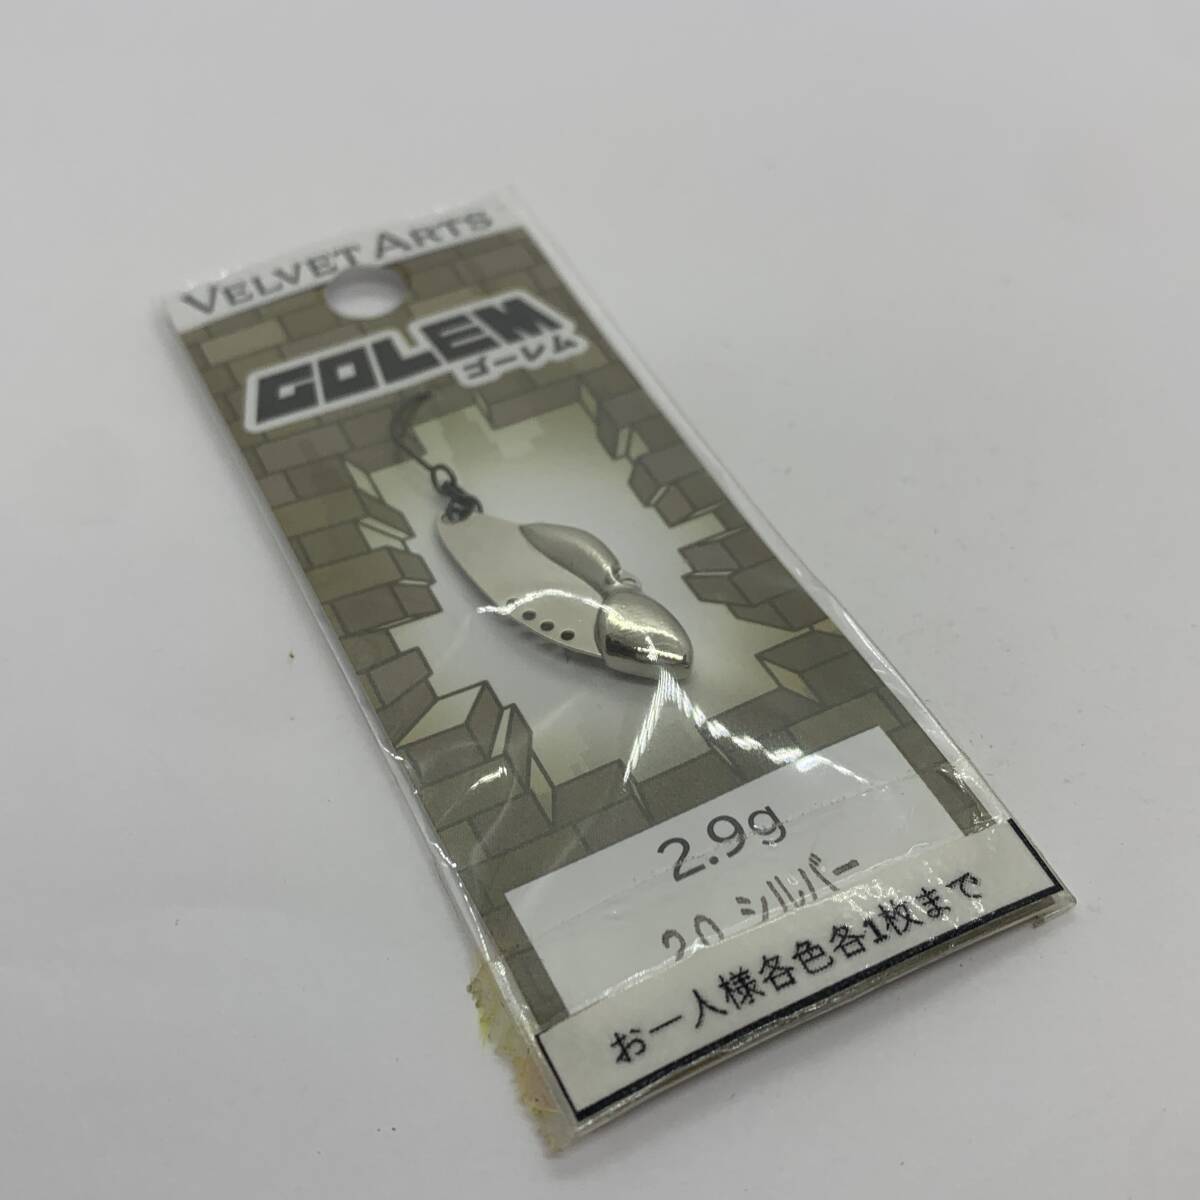 VELVET ARTS
GOLEM
ゴーレム
2.9g
20 シルバー
お一人様各色各1枚まで